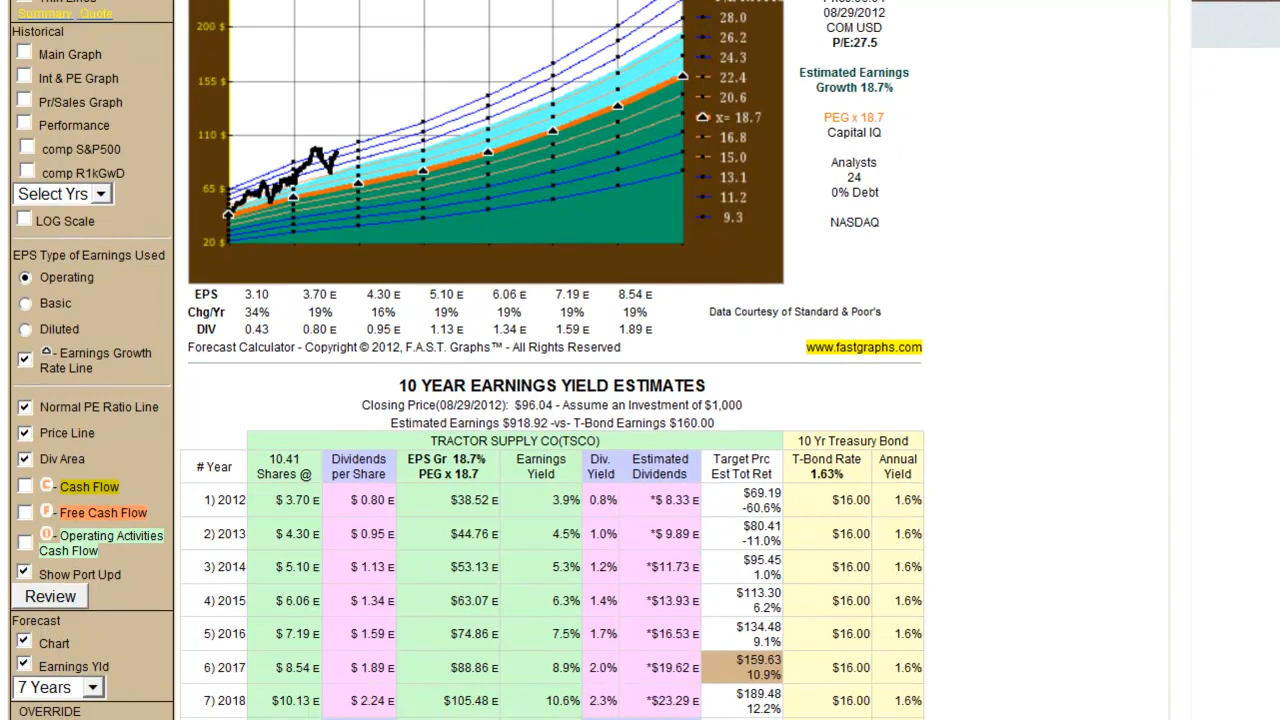 Summary Quote
Historical
Main Graph
Int & PE Graph
Pr/Sales Graph
Performance
comp S&P500
comp R1kGwD
Select Yrs
LOG Scale
EPS Type of Earnings Used
Operating
Basic
Diluted
- Earnings Growth
Rate Line
Normal PE Ratio Line
Price Line
Div Area
C - Cash Flow
F - Free Cash Flow
O - Operating Activities
Cash Flow
Show Port Upd
Review
Forecast
Chart
Earnings Yld
7 Years
OVERRIDE
200 $
155 $
110 $
65 $
20 $
28.0
26.2
24.3
22.4
20.6
x= 18.7
16.8
15.0
13.1
11.2
9.3
08/29/2012
COM USD
P/E:27.5
Estimated Earnings
Growth 18.7%
PEG x 18.7
Capital IQ
Analysts
24
0% Debt
NASDAQ
EPS 3.10 3.70 E 4.30 E 5.10 E 6.06 E 7.19 E 8.54 E
Chg/Yr 34% 19% 16% 19% 19% 19% 19%
DIV 0.43 0.80 E 0.95 E 1.13 E 1.34 E 1.59 E 1.89 E
Data Courtesy of Standard & Poor's
Forecast Calculator - Copyright © 2012, F.A.S.T. Graphs™ - All Rights Reserved
www.fastgraphs.com
10 YEAR EARNINGS YIELD ESTIMATES
Closing Price(08/29/2012): $96.04 - Assume an Investment of $1,000
Estimated Earnings $918.92 -vs- T-Bond Earnings $160.00
TRACTOR SUPPLY CO(TSCO) 10 Yr Treasury Bond
# Year 10.41 Shares @ Dividends per Share EPS Gr 18.7% PEG x 18.7 Earnings Yield Div. Yield Estimated Dividends Target Prc Est Tot Ret T-Bond Rate 1.63% Annual Yield
1) 2012 $ 3.70 E $ 0.80 E $38.52 E 3.9% 0.8% *$ 8.33 E $69.19 -60.6% $16.00 1.6%
2) 2013 $ 4.30 E $ 0.95 E $44.76 E 4.5% 1.0% *$ 9.89 E $80.41 -11.0% $16.00 1.6%
3) 2014 $ 5.10 E $ 1.13 E $53.13 E 5.3% 1.2% *$11.73 E $95.45 1.0% $16.00 1.6%
4) 2015 $ 6.06 E $ 1.34 E $63.07 E 6.3% 1.4% *$13.93 E $113.30 6.2% $16.00 1.6%
5) 2016 $ 7.19 E $ 1.59 E $74.86 E 7.5% 1.7% *$16.53 E $134.48 9.1% $16.00 1.6%
6) 2017 $ 8.54 E $ 1.89 E $88.86 E 8.9% 2.0% *$19.62 E $159.63 10.9% $16.00 1.6%
7) 2018 $10.13 E $ 2.24 E $105.48 E 10.6% 2.3% *$23.29 E $189.48 12.2% $16.00 1.6%